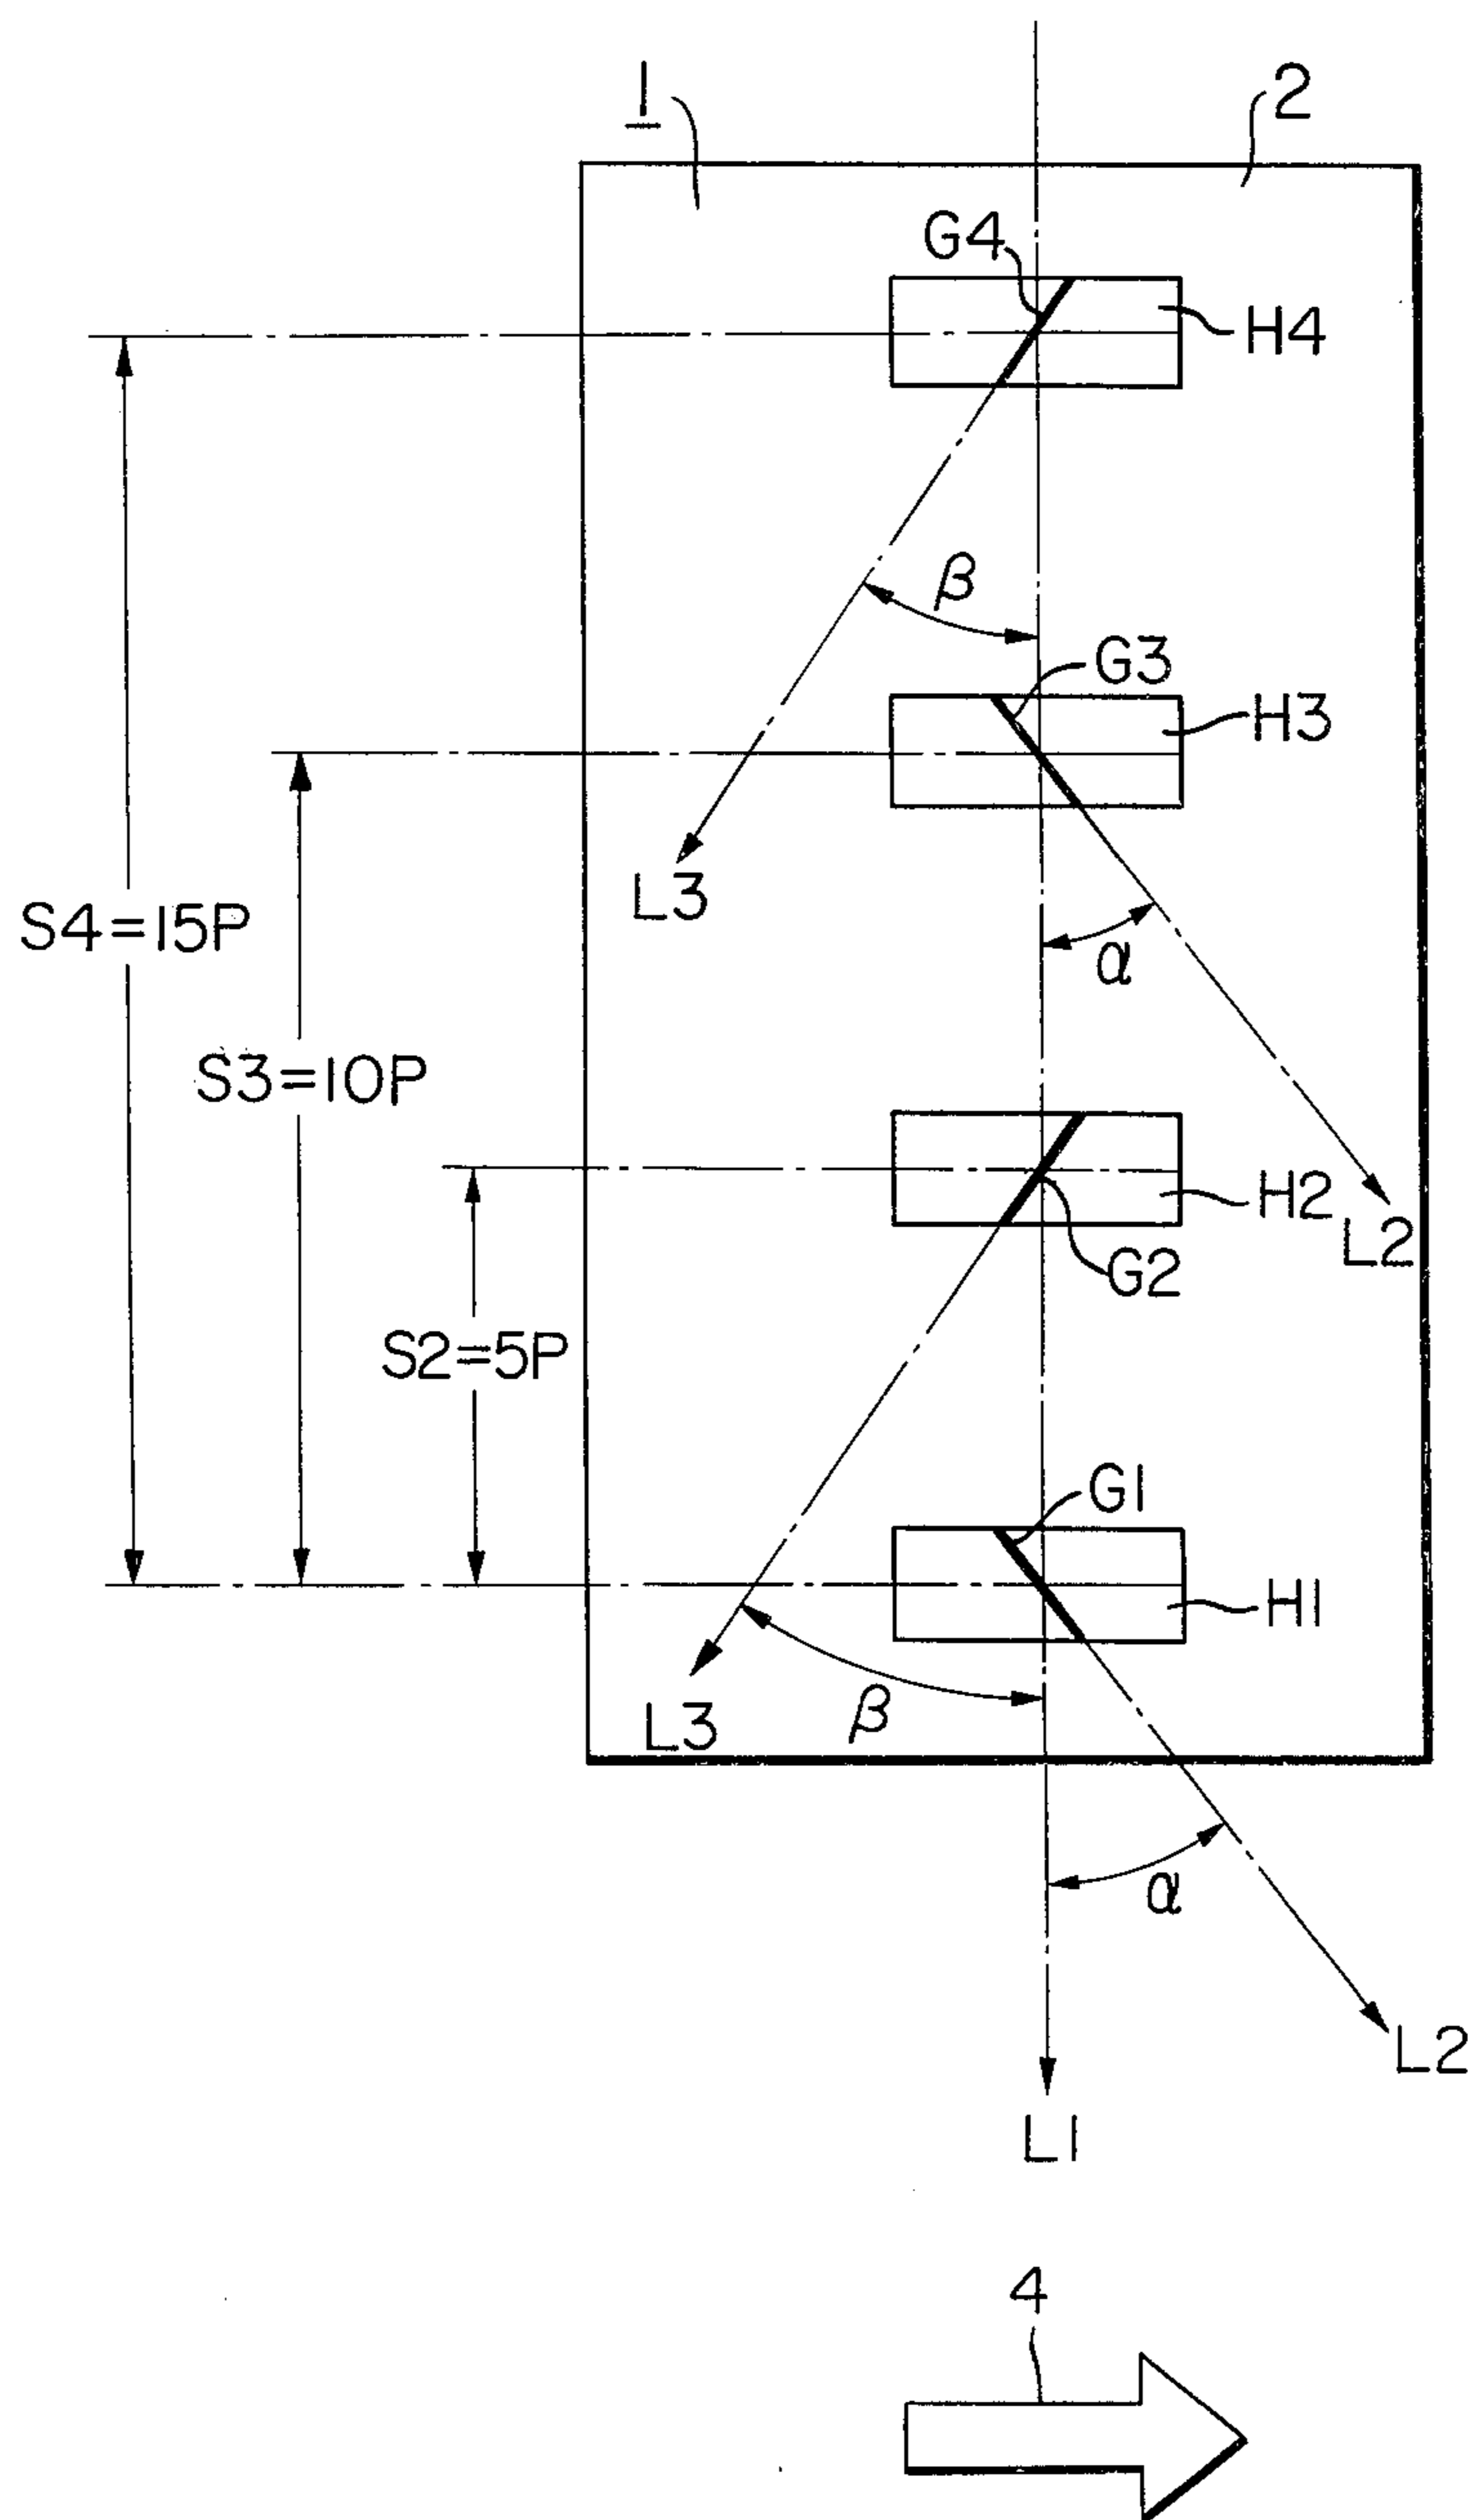 1
2
G4
H4
β
G3
H3
L3
S4=15P
α
S3=10P
H2
L2
G2
S2=5P
G1
H1
L3
β
α
L2
L1
4